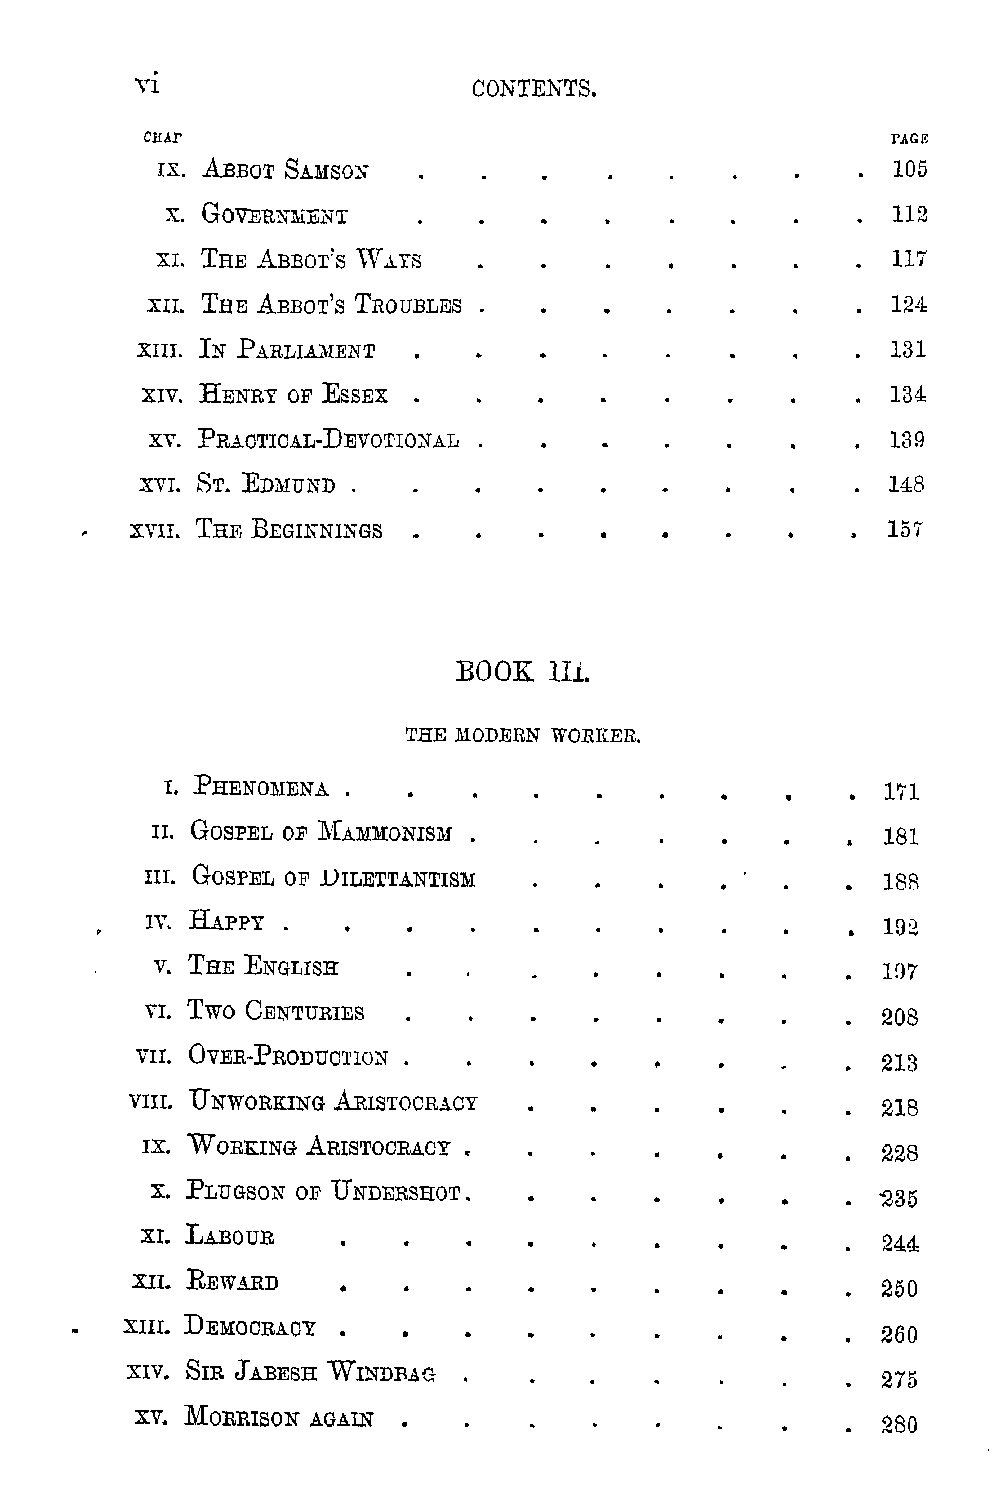 vi CONTENTS.
CHAP PAGE
IX. ABBOT SAMSON . . . . . . . . 105
X. GOVERNMENT . . . . . . . . 112
XI. THE ABBOT'S WAYS . . . . . . . 117
XII. THE ABBOT'S TROUBLES . . . . . . . 124
XIII. IN PARLIAMENT . . . . . . . . 131
XIV. HENRY OF ESSEX . . . . . . . . 134
XV. PRACTICAL-DEVOTIONAL . . . . . . . 139
XVI. ST. EDMUND . . . . . . . . . 148
XVII. THE BEGINNINGS . . . . . . . . 157
BOOK III.
THE MODERN WORKER.
I. PHENOMENA . . . . . . . . . 171
II. GOSPEL OF MAMMONISM . . . . . . . 181
III. GOSPEL OF DILETTANTISM . . . . . . 188
IV. HAPPY . . . . . . . . . . 192
V. THE ENGLISH . . . . . . . . 197
VI. TWO CENTURIES . . . . . . . . 208
VII. OVER-PRODUCTION . . . . . . . . 213
VIII. UNWORKING ARISTOCRACY . . . . . . 218
IX. WORKING ARISTOCRACY . . . . . . . 228
X. PLUGSON OF UNDERSHOT . . . . . . . 235
XI. LABOUR . . . . . . . . . 244
XII. REWARD . . . . . . . . . 250
XIII. DEMOCRACY . . . . . . . . . 260
XIV. SIR JABESH WINDBAG . . . . . . . 275
XV. MORRISON AGAIN . . . . . . . . 280